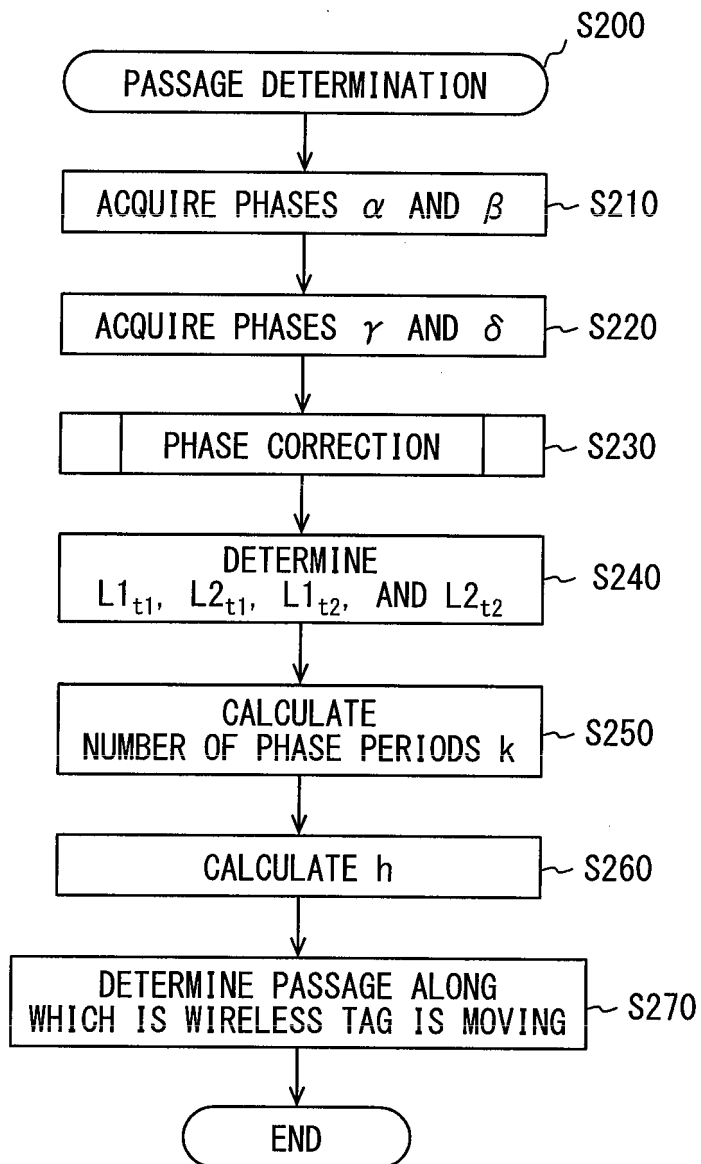 S200
PASSAGE DETERMINATION
ACQUIRE PHASES α AND β
S210
ACQUIRE PHASES γ AND δ
S220
PHASE CORRECTION
S230
DETERMINE
L1t1, L2t1, L1t2, AND L2t2
S240
CALCULATE
NUMBER OF PHASE PERIODS k
S250
CALCULATE h
S260
DETERMINE PASSAGE ALONG
WHICH IS WIRELESS TAG IS MOVING
S270
END